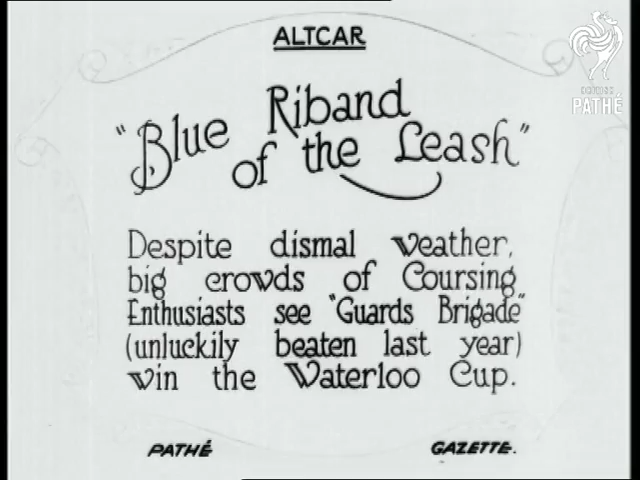 ALTCAR
BRITISH
PATHÉ
"Blue Riband
of the Leash"
Despite dismal weather,
big crowds of Coursing
Enthusiasts see "Guards Brigade"
(unluckily beaten last year)
win the Waterloo Cup.
PATHÉ GAZETTE.